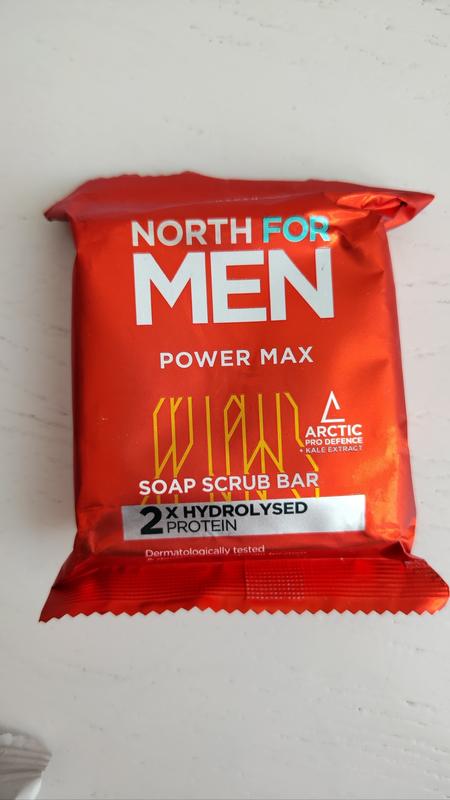 NORTH FOR
MEN
POWER MAX
ARCTIC
PRO DEFENCE
+ KALE EXTRACT
SOAP SCRUB BAR
2 X HYDROLYSED
PROTEIN
Dermatologically tested